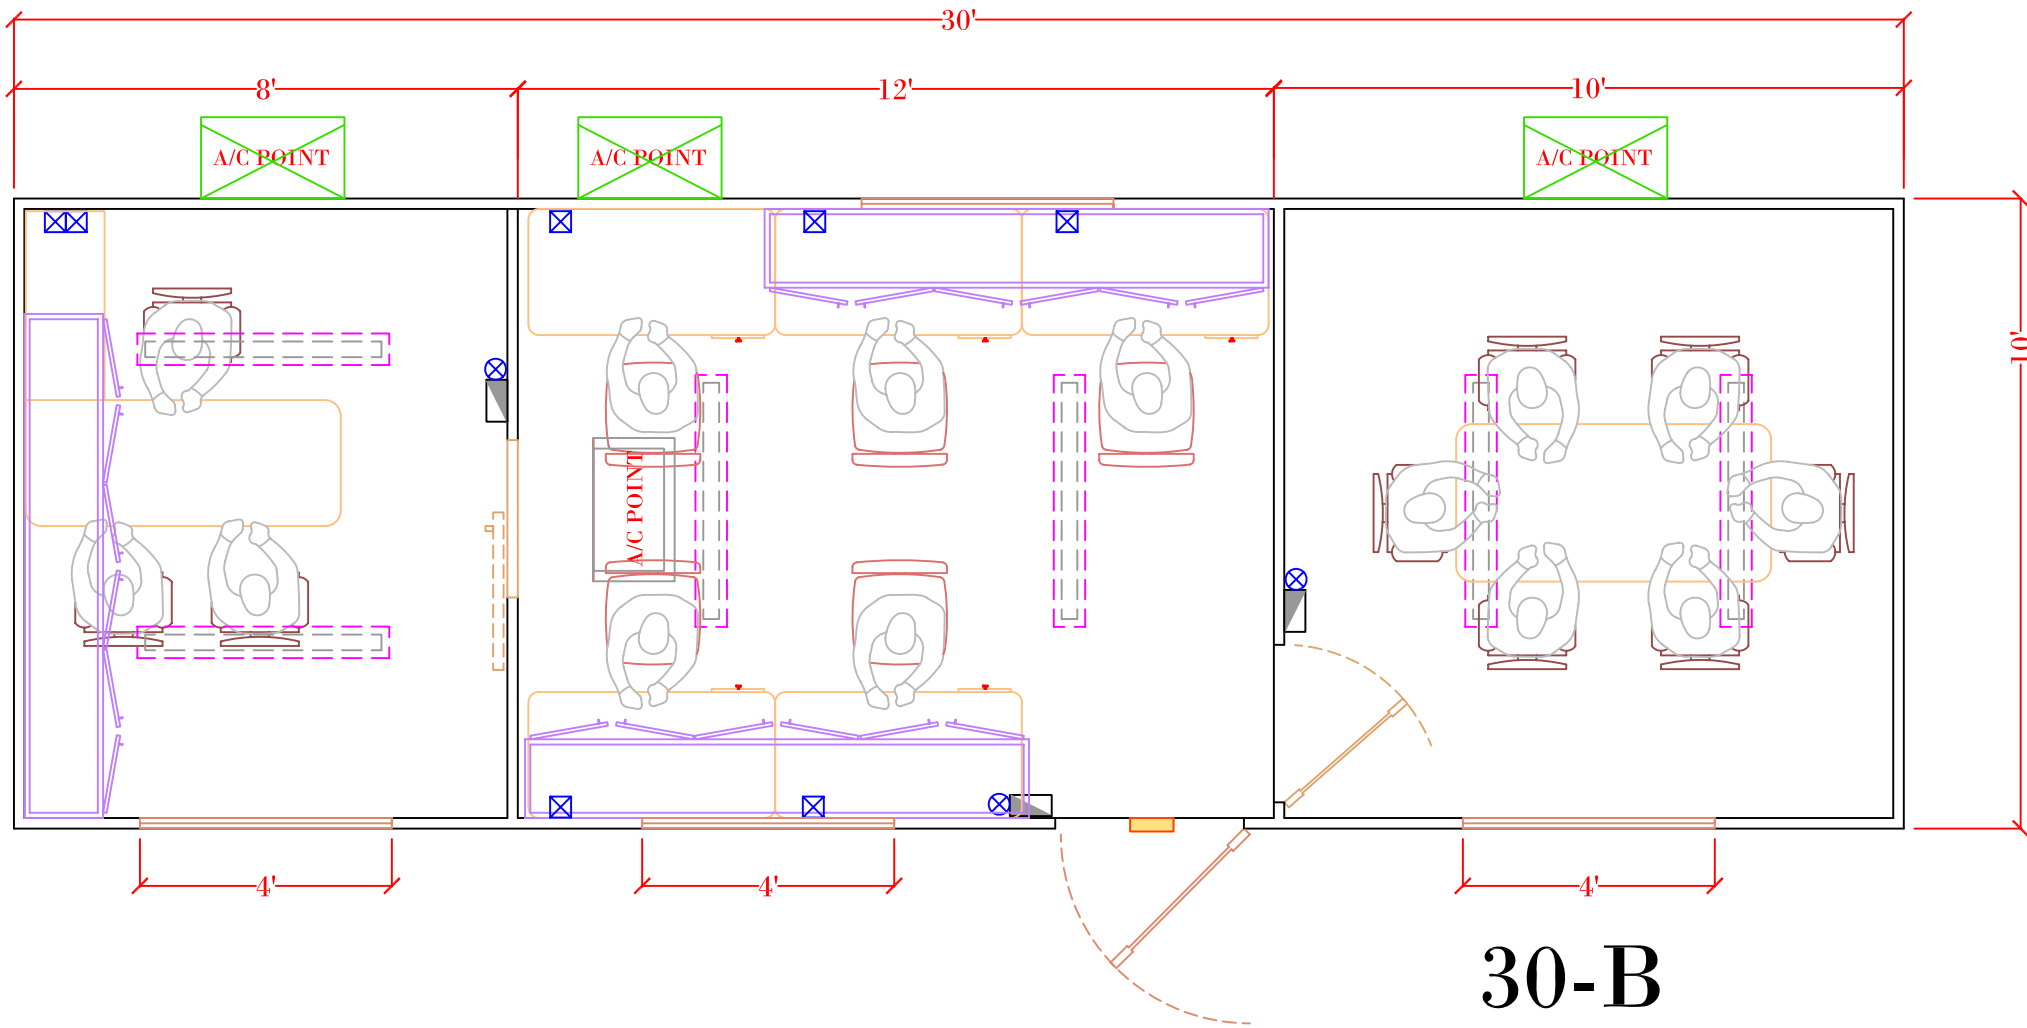 30'
8'
12'
10'
A/C POINT
A/C POINT
A/C POINT
10'
A/C POINT
4'
4'
4'
30-B